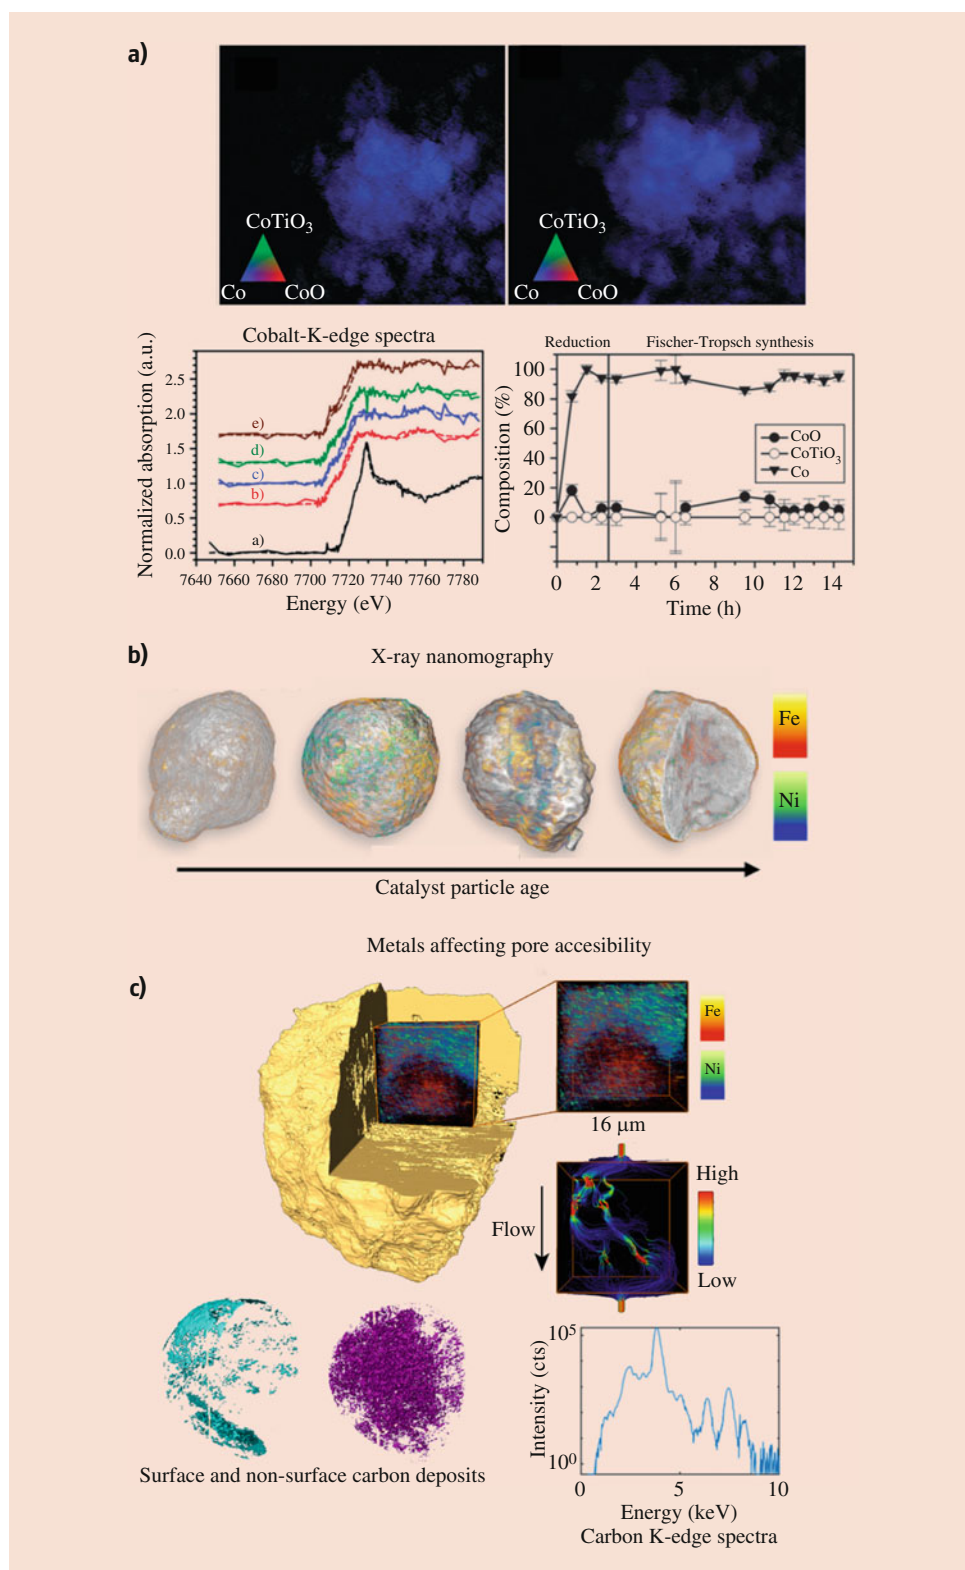 a)
CoTiO3
Co
CoO
CoTiO3
Co
CoO
Cobalt-K-edge spectra
Normalized absorption (a.u.)
2.5
2.0
1.5
1.0
0.5
0.0
e)
d)
c)
b)
a)
7640 7660 7680 7700 7720 7740 7760 7780
Energy (eV)
Reduction
Fischer-Tropsch synthesis
Composition (%)
100
80
60
40
20
0
CoO
CoTiO3
Co
0 2 4 6 8 10 12 14
Time (h)
b)
X-ray nanomography
Fe
Ni
Catalyst particle age
Metals affecting pore accesibility
c)
Fe
Ni
16 μm
Flow
High
Low
Surface and non-surface carbon deposits
Intensity (cts)
10^5
10^0
0 5 10
Energy (keV)
Carbon K-edge spectra